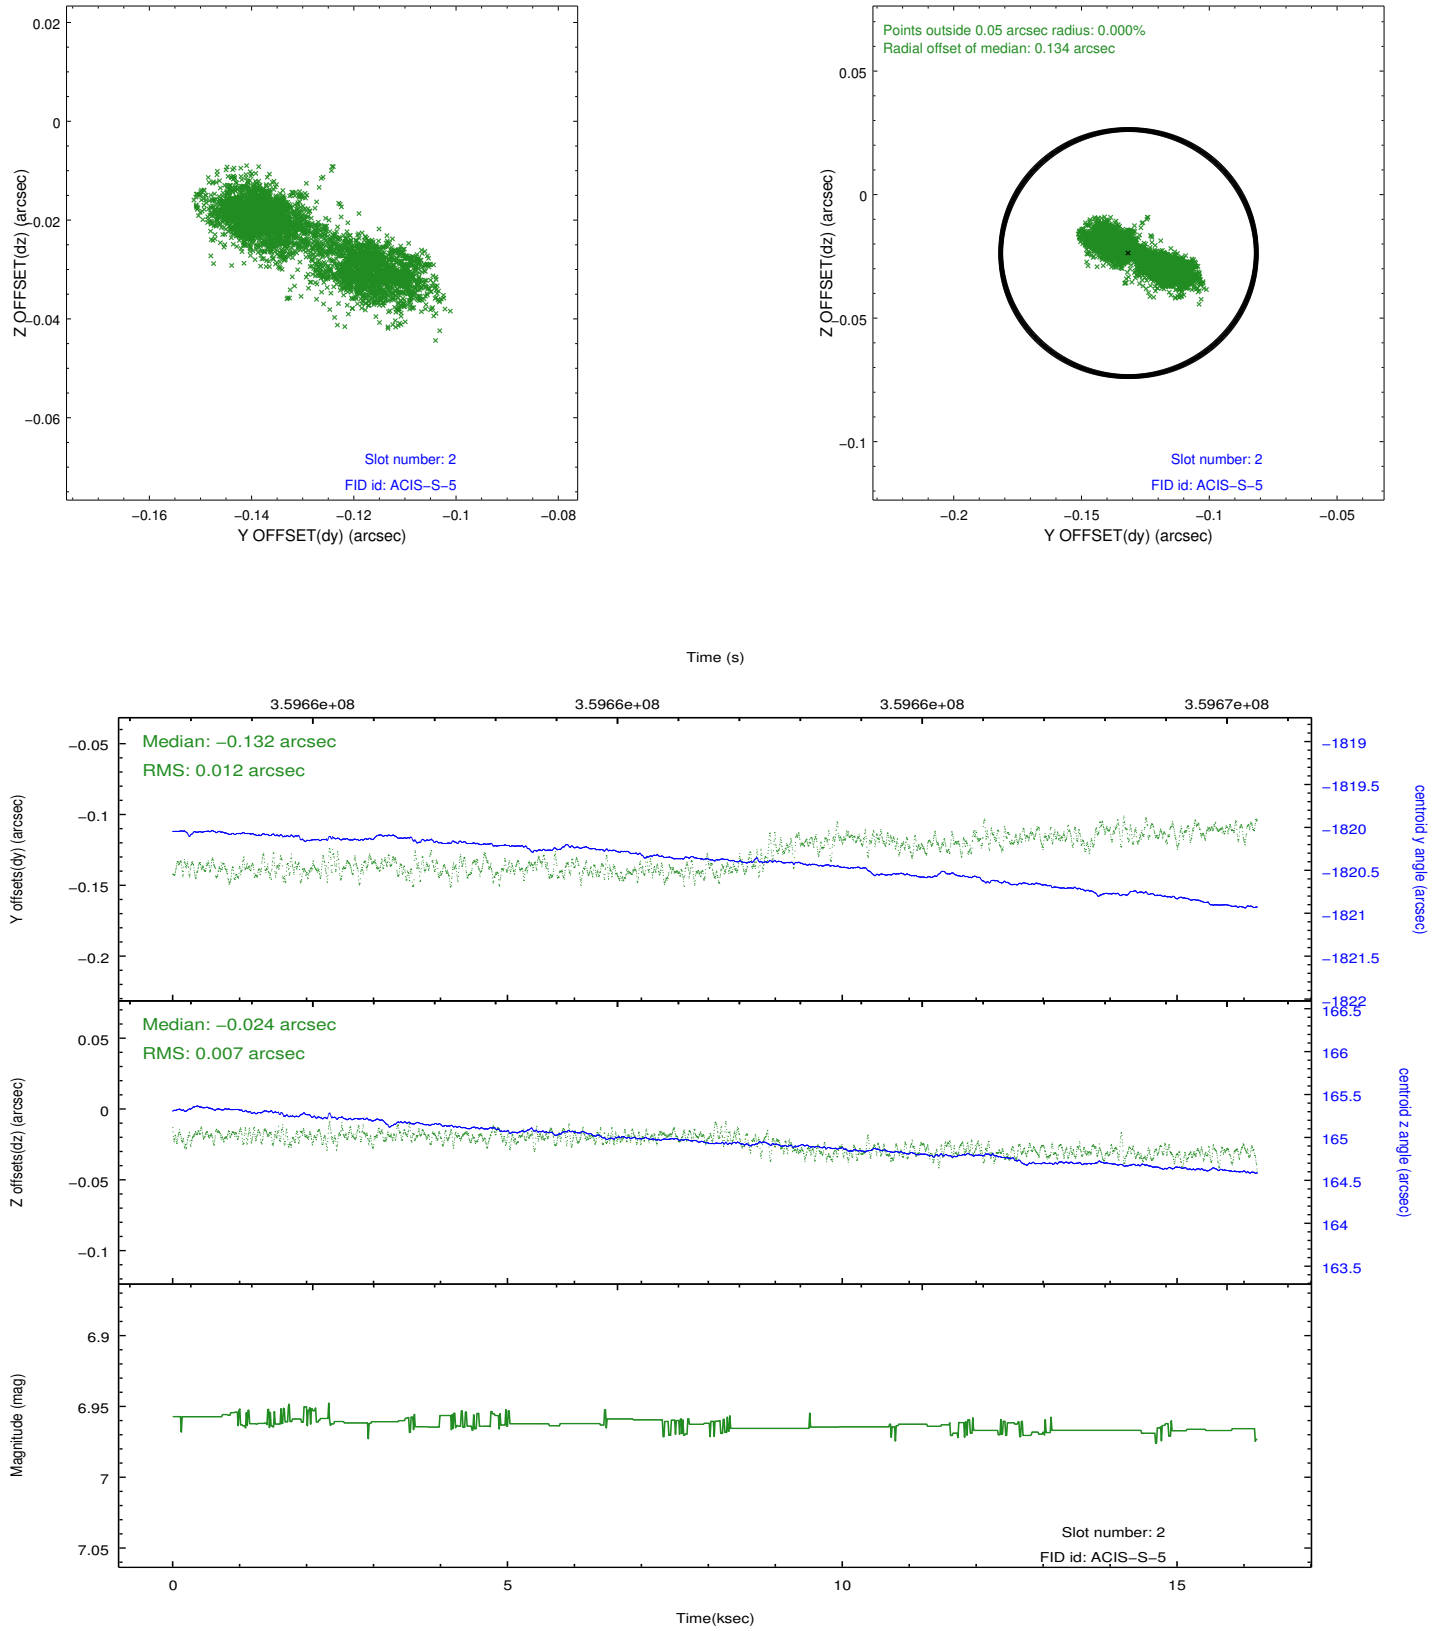 0.02
0
−0.02
−0.04
−0.06
Z OFFSET(dz) (arcsec)
Slot number: 2
FID id: ACIS−S−5
−0.16
−0.14
−0.12
−0.1
−0.08
Y OFFSET(dy) (arcsec)
Points outside 0.05 arcsec radius: 0.000%
Radial offset of median: 0.134 arcsec
0.05
0
−0.05
−0.1
Z OFFSET(dz) (arcsec)
Slot number: 2
FID id: ACIS−S−5
−0.2
−0.15
−0.1
−0.05
Y OFFSET(dy) (arcsec)
Time (s)
3.5966e+08
3.5966e+08
3.5966e+08
3.5967e+08
Median: −0.132 arcsec
RMS: 0.012 arcsec
−0.05
−0.1
−0.15
−0.2
Y offsets(dy) (arcsec)
−1819
−1819.5
−1820
−1820.5
−1821
−1821.5
−1822
centroid y angle (arcsec)
Median: −0.024 arcsec
RMS: 0.007 arcsec
0.05
0
−0.05
−0.1
Z offsets(dz) (arcsec)
166.5
166
165.5
165
164.5
164
163.5
centroid z angle (arcsec)
6.9
6.95
7
7.05
Magnitude (mag)
Slot number: 2
FID id: ACIS−S−5
0
5
10
15
Time(ksec)